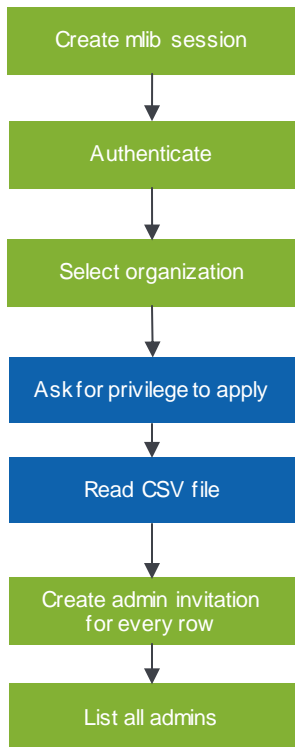 Create mlib session
Authenticate
Select organization
Ask for privilege to apply
Read CSV file
Create admin invitation
for every row
List all admins